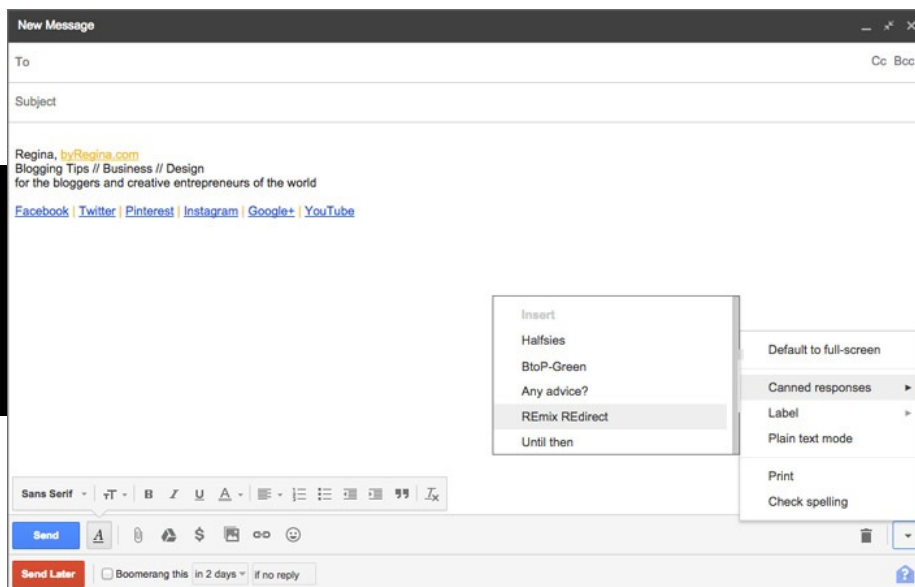 New Message
To Cc Bcc
Subject
Regina, byRegina.com
Blogging Tips // Business // Design
for the bloggers and creative entrepreneurs of the world
Facebook | Twitter | Pinterest | Instagram | Google+ | YouTube
Insert
Halfsies
BtoP-Green
Any advice?
REmix REdirect
Until then
Default to full-screen
Canned responses
Label
Plain text mode
Print
Check spelling
Sans Serif
Send
Send Later Boomerang this in 2 days if no reply